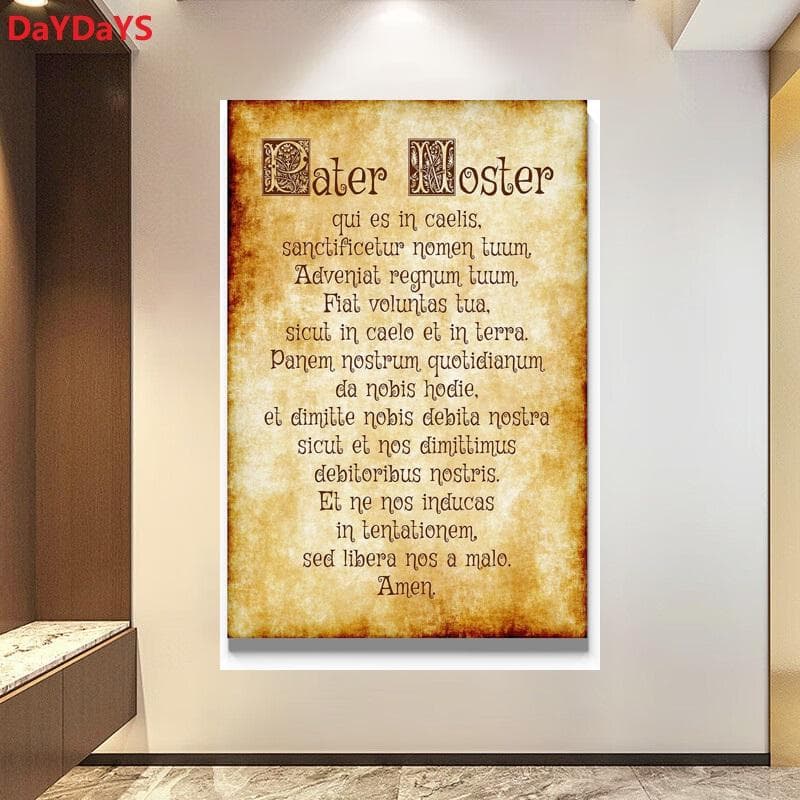 DaYDaYS
Pater Noster
qui es in caelis,
sanctificetur nomen tuum,
Adveniat regnum tuum,
Fiat voluntas tua,
sicut in caelo et in terra.
Panem nostrum quotidianum
da nobis hodie,
et dimitte nobis debita nostra
sicut et nos dimittimus
debitoribus nostris.
Et ne nos inducas
in tentationem,
sed libera nos a malo.
Amen.